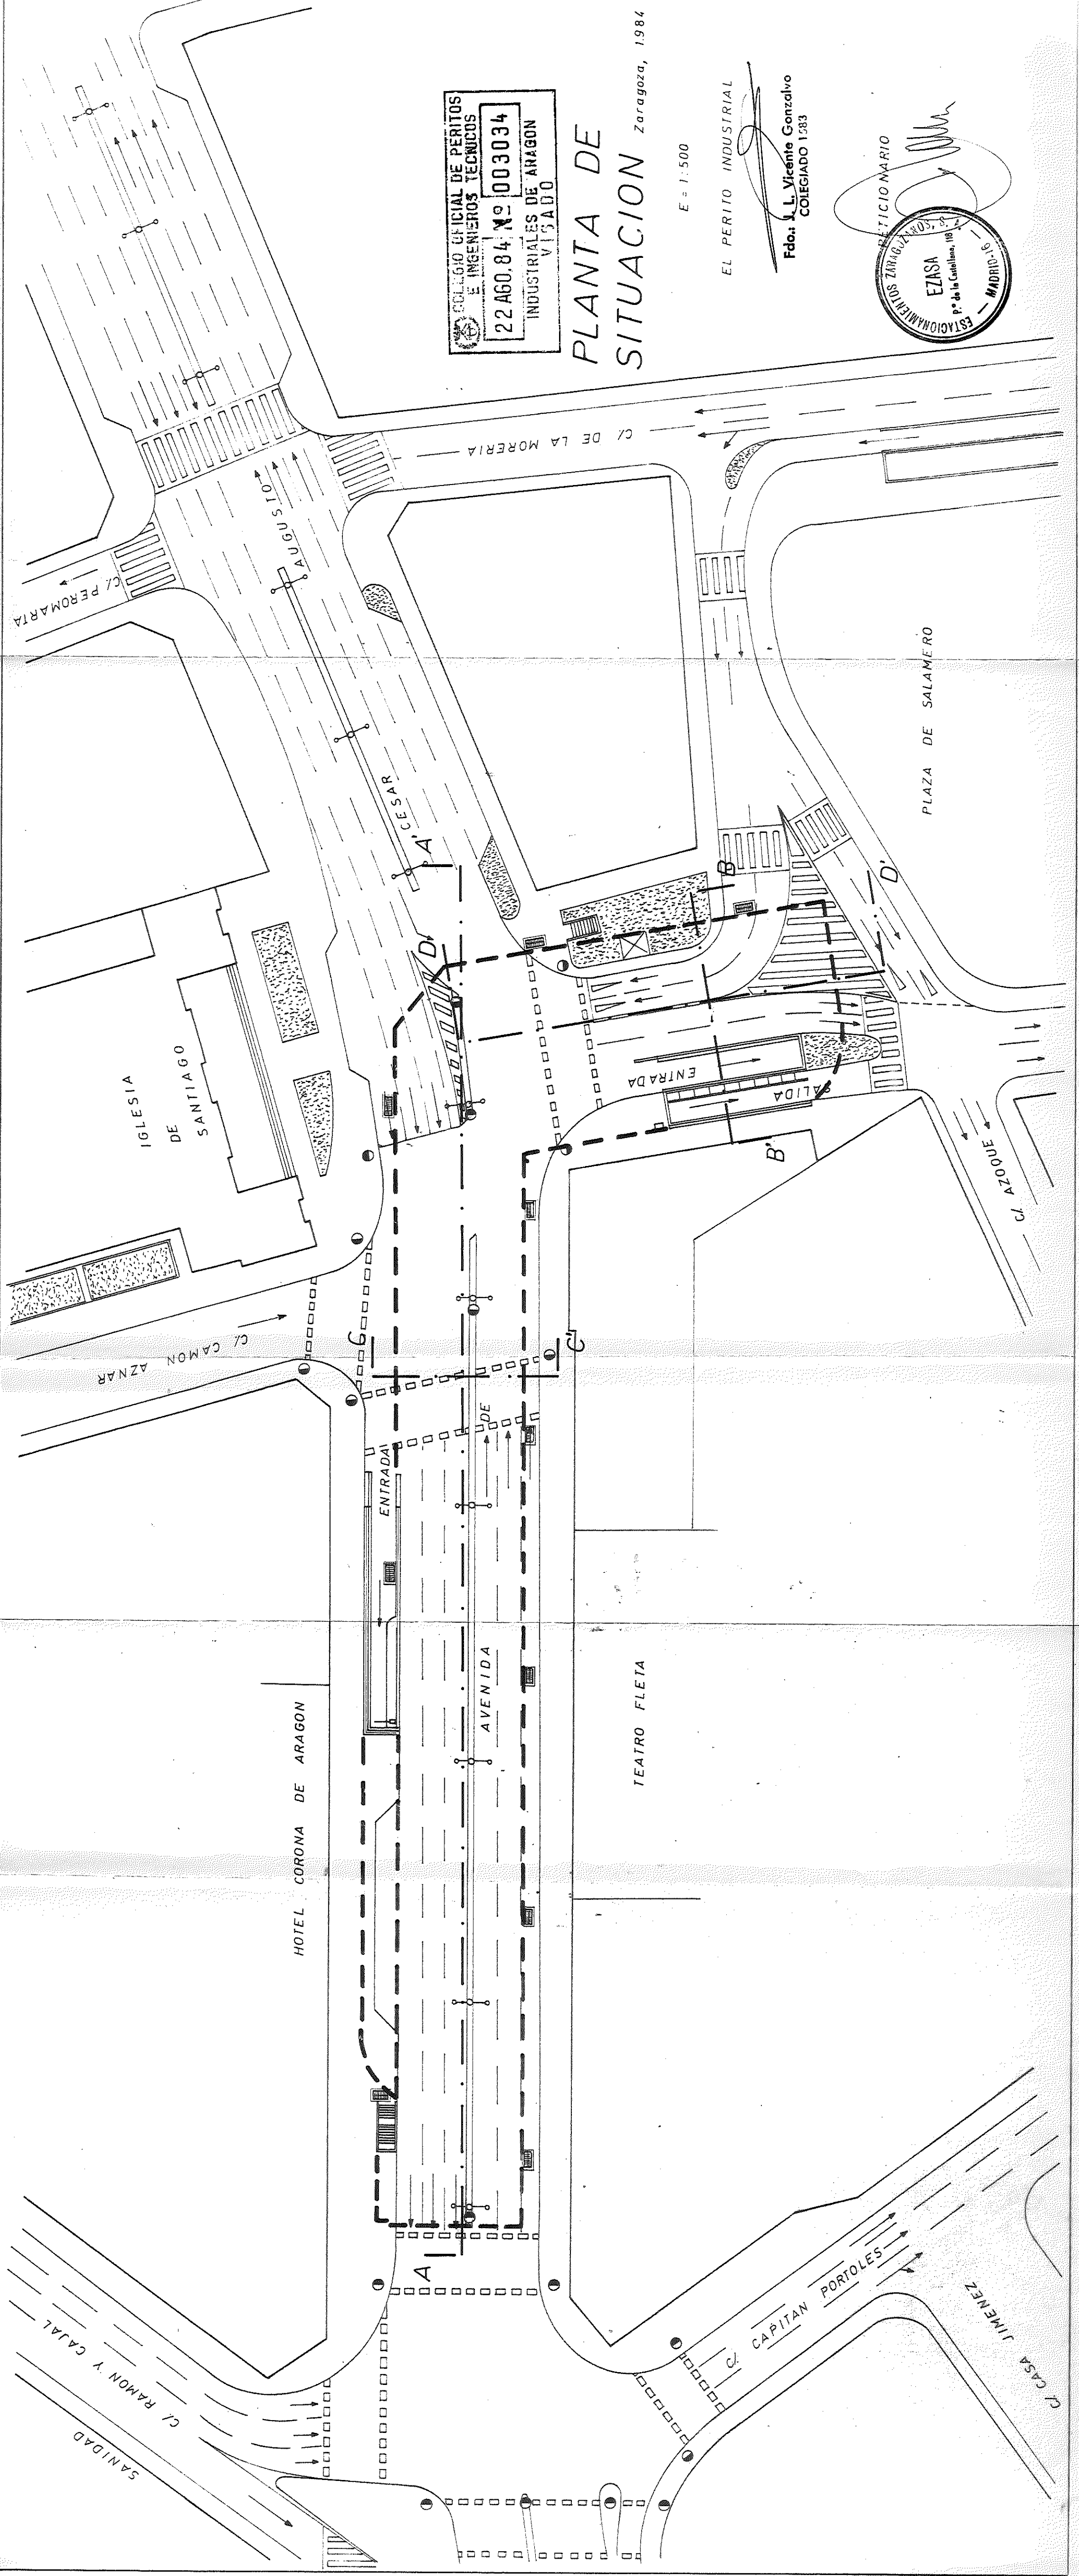 COLEGIO OFICIAL DE PERITOS
E INGENIEROS TECNICOS
22 AGO. 84 Nº 003034
INDUSTRIALES DE ARAGON
VISADO
PLANTA DE
SITUACION
Zaragoza, 1.984
E = 1:500
EL PERITO INDUSTRIAL
Fdo.: J. L. Vicente Gonzalvo
COLEGIADO 1583
PETICIONARIO
ESTACIONAMIENTOS ZARAGOZANOS, S. A.
EZASA
Pº de la Castellana, 118
MADRID-16
C/. DE LA MORERIA
C/. PEROMARTA
AUGUSTO
CESAR
DE
AVENIDA
PLAZA DE SALAMERO
A'
D
B
D'
IGLESIA
DE
SANTIAGO
ENTRADA
SALIDA
B'
C/. AZOQUE
C/. CAMON AZNAR
C
C'
ENTRADA
HOTEL CORONA DE ARAGON
TEATRO FLETA
A
C/. RAMON Y CAJAL
SANIDAD
C/. CAPITAN PORTOLES
C/. CASA JIMENEZ